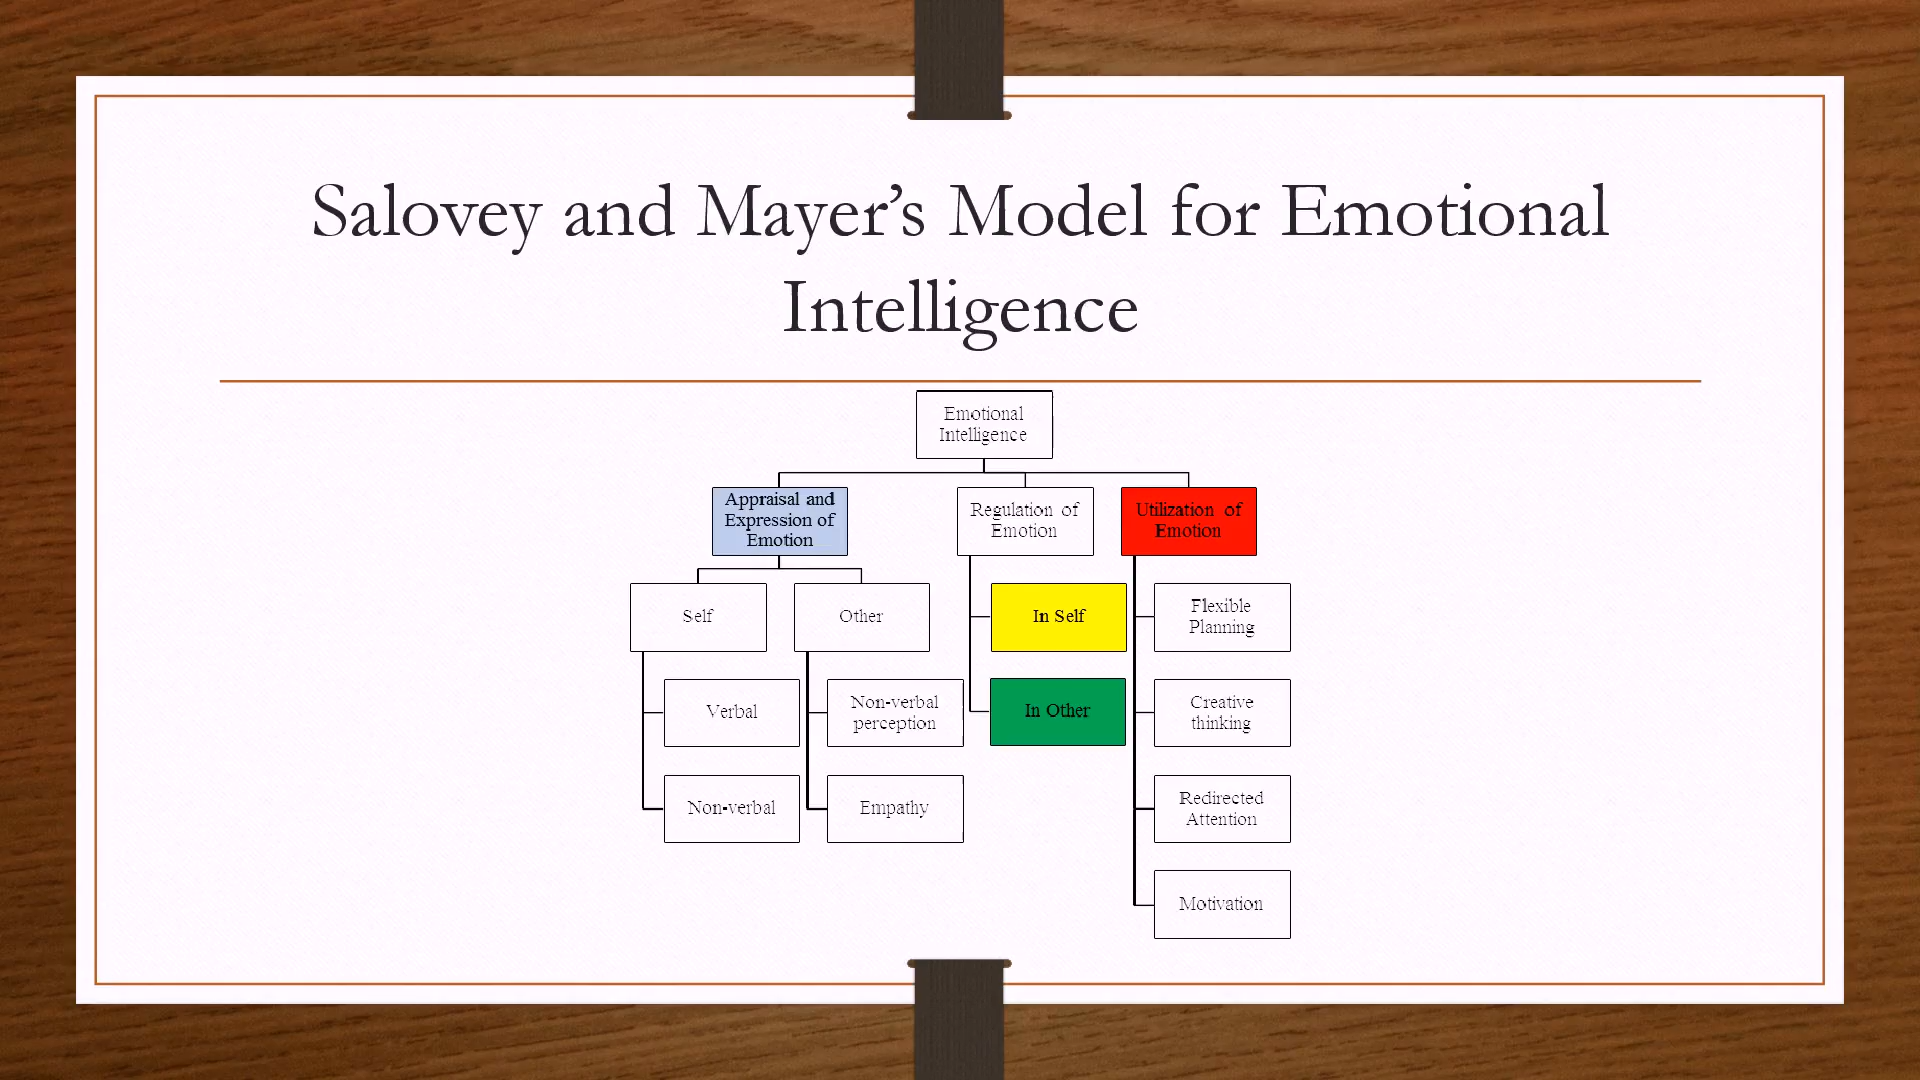 Salovey and Mayer’s Model for Emotional
Intelligence
Emotional
Intelligence
Appraisal and
Expression of
Emotion
Regulation of
Emotion
Utilization of
Emotion
Self
Other
In Self
Flexible
Planning
Verbal
Non-verbal
perception
In Other
Creative
thinking
Non-verbal
Empathy
Redirected
Attention
Motivation